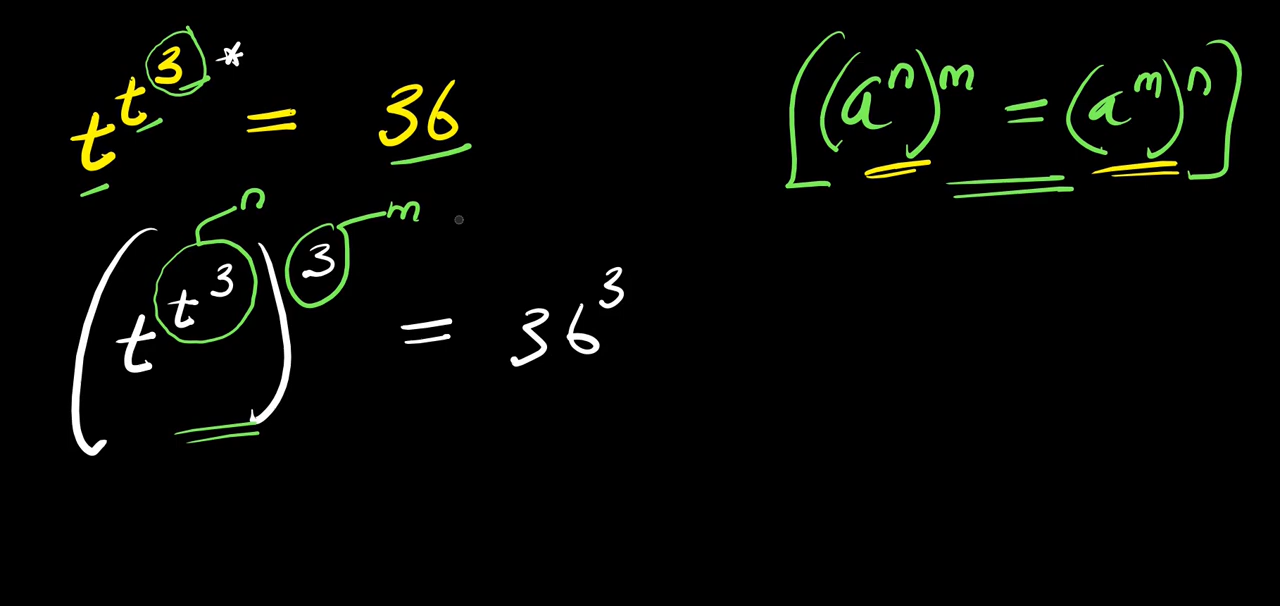 t^{t^3} * = 36
[(a^n)^m = (a^m)^n]
n m
(t^{t^3})^3 = 36^3